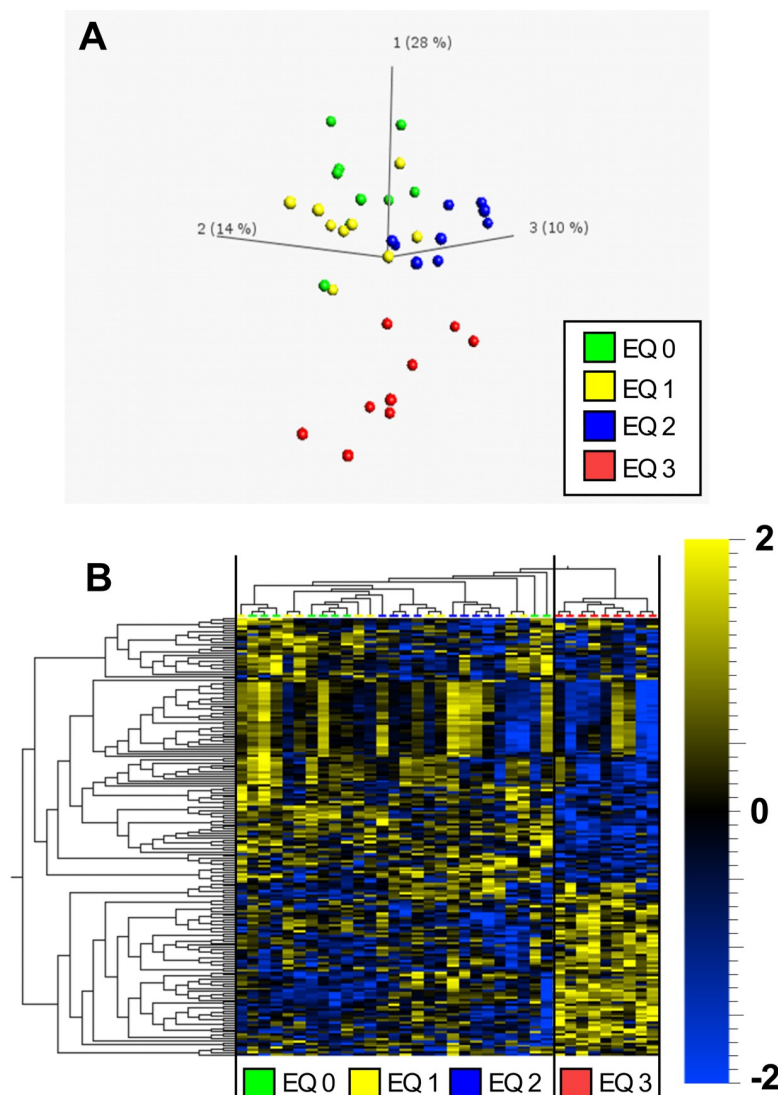 A
1 (28 %)
2 (14 %)
3 (10 %)
EQ 0
EQ 1
EQ 2
EQ 3
B
2
0
-2
EQ 0 EQ 1 EQ 2 EQ 3